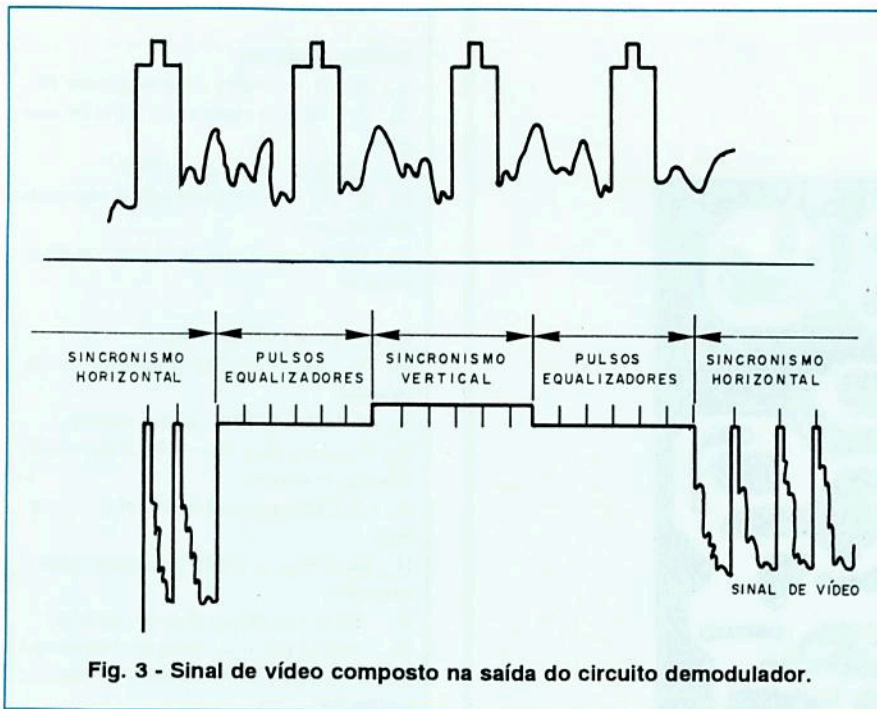 SINCRONISMO HORIZONTAL
PULSOS EQUALIZADORES
SINCRONISMO VERTICAL
PULSOS EQUALIZADORES
SINCRONISMO HORIZONTAL
SINAL DE VÍDEO
Fig. 3 - Sinal de vídeo composto na saída do circuito demodulador.